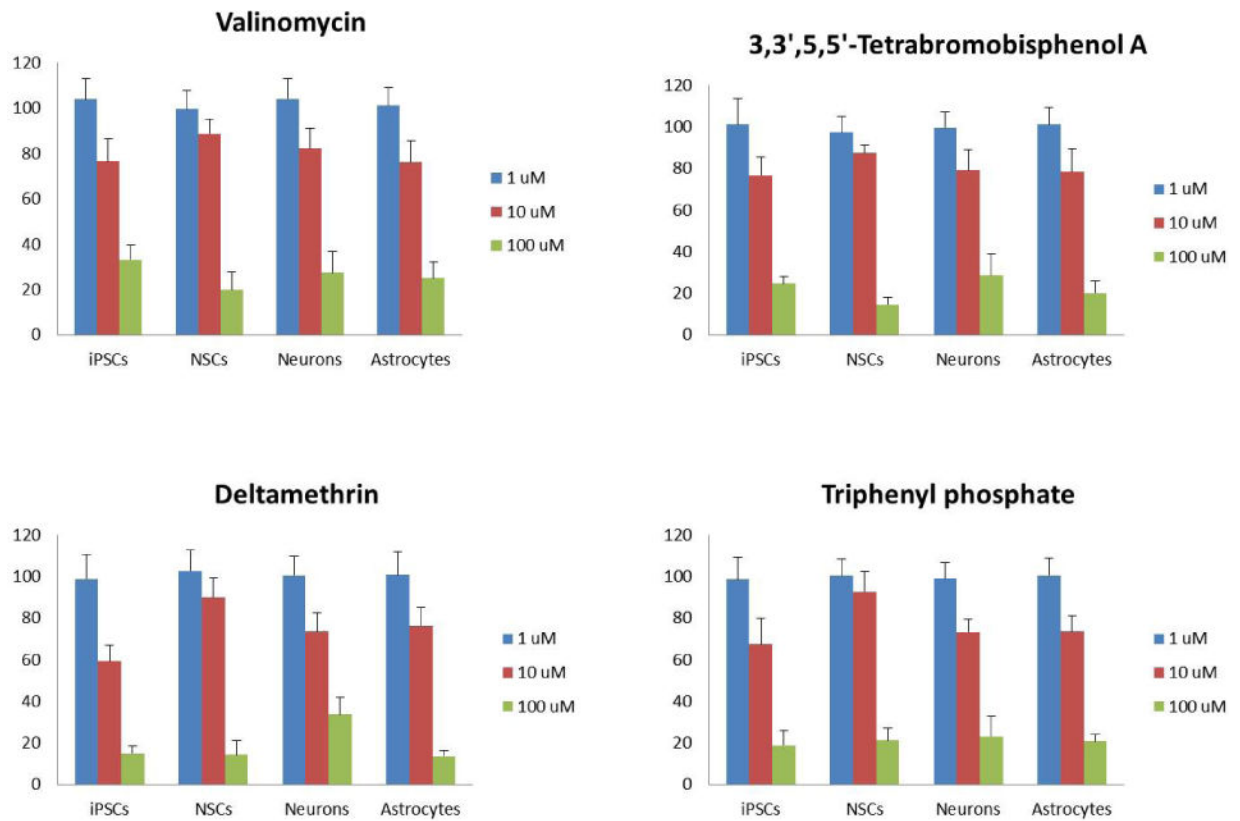 Valinomycin
120
100
80
60
40
20
0
iPSCs NSCs Neurons Astrocytes
1 uM
10 uM
100 uM
3,3',5,5'-Tetrabromobisphenol A
120
100
80
60
40
20
0
iPSCs NSCs Neurons Astrocytes
1 uM
10 uM
100 uM
Deltamethrin
120
100
80
60
40
20
0
iPSCs NSCs Neurons Astrocytes
1 uM
10 uM
100 uM
Triphenyl phosphate
120
100
80
60
40
20
0
iPSCs NSCs Neurons Astrocytes
1 uM
10 uM
100 uM